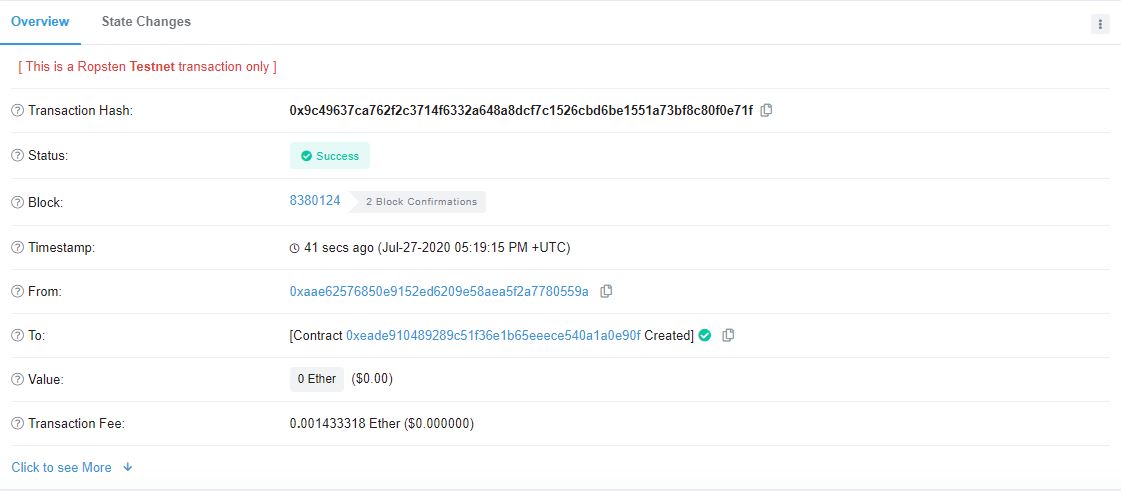 Overview State Changes
[ This is a Ropsten Testnet transaction only ]
Transaction Hash: 0x9c49637ca762f2c3714f6332a648a8dcf7c1526cbd6be1551a73bf8c80f0e71f
Status: Success
Block: 8380124 2 Block Confirmations
Timestamp: 41 secs ago (Jul-27-2020 05:19:15 PM +UTC)
From: 0xaae62576850e9152ed6209e58aea5f2a7780559a
To: [Contract 0xeade910489289c51f36e1b65eeece540a1a0e90f Created]
Value: 0 Ether ($0.00)
Transaction Fee: 0.001433318 Ether ($0.000000)
Click to see More